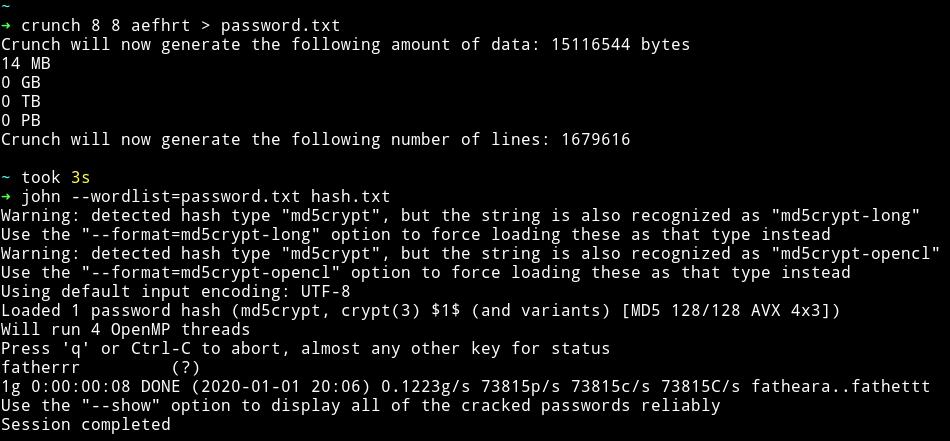 ~
→ crunch 8 8 aefhrt > password.txt
Crunch will now generate the following amount of data: 15116544 bytes
14 MB
0 GB
0 TB
0 PB
Crunch will now generate the following number of lines: 1679616
~ took 3s
→ john --wordlist=password.txt hash.txt
Warning: detected hash type "md5crypt", but the string is also recognized as "md5crypt-long"
Use the "--format=md5crypt-long" option to force loading these as that type instead
Warning: detected hash type "md5crypt", but the string is also recognized as "md5crypt-opencl"
Use the "--format=md5crypt-opencl" option to force loading these as that type instead
Using default input encoding: UTF-8
Loaded 1 password hash (md5crypt, crypt(3) $1$ (and variants) [MD5 128/128 AVX 4x3])
Will run 4 OpenMP threads
Press 'q' or Ctrl-C to abort, almost any other key for status
fatherrr         (?)
1g 0:00:00:08 DONE (2020-01-01 20:06) 0.1223g/s 73815p/s 73815c/s 73815C/s fatheara..fathettt
Use the "--show" option to display all of the cracked passwords reliably
Session completed